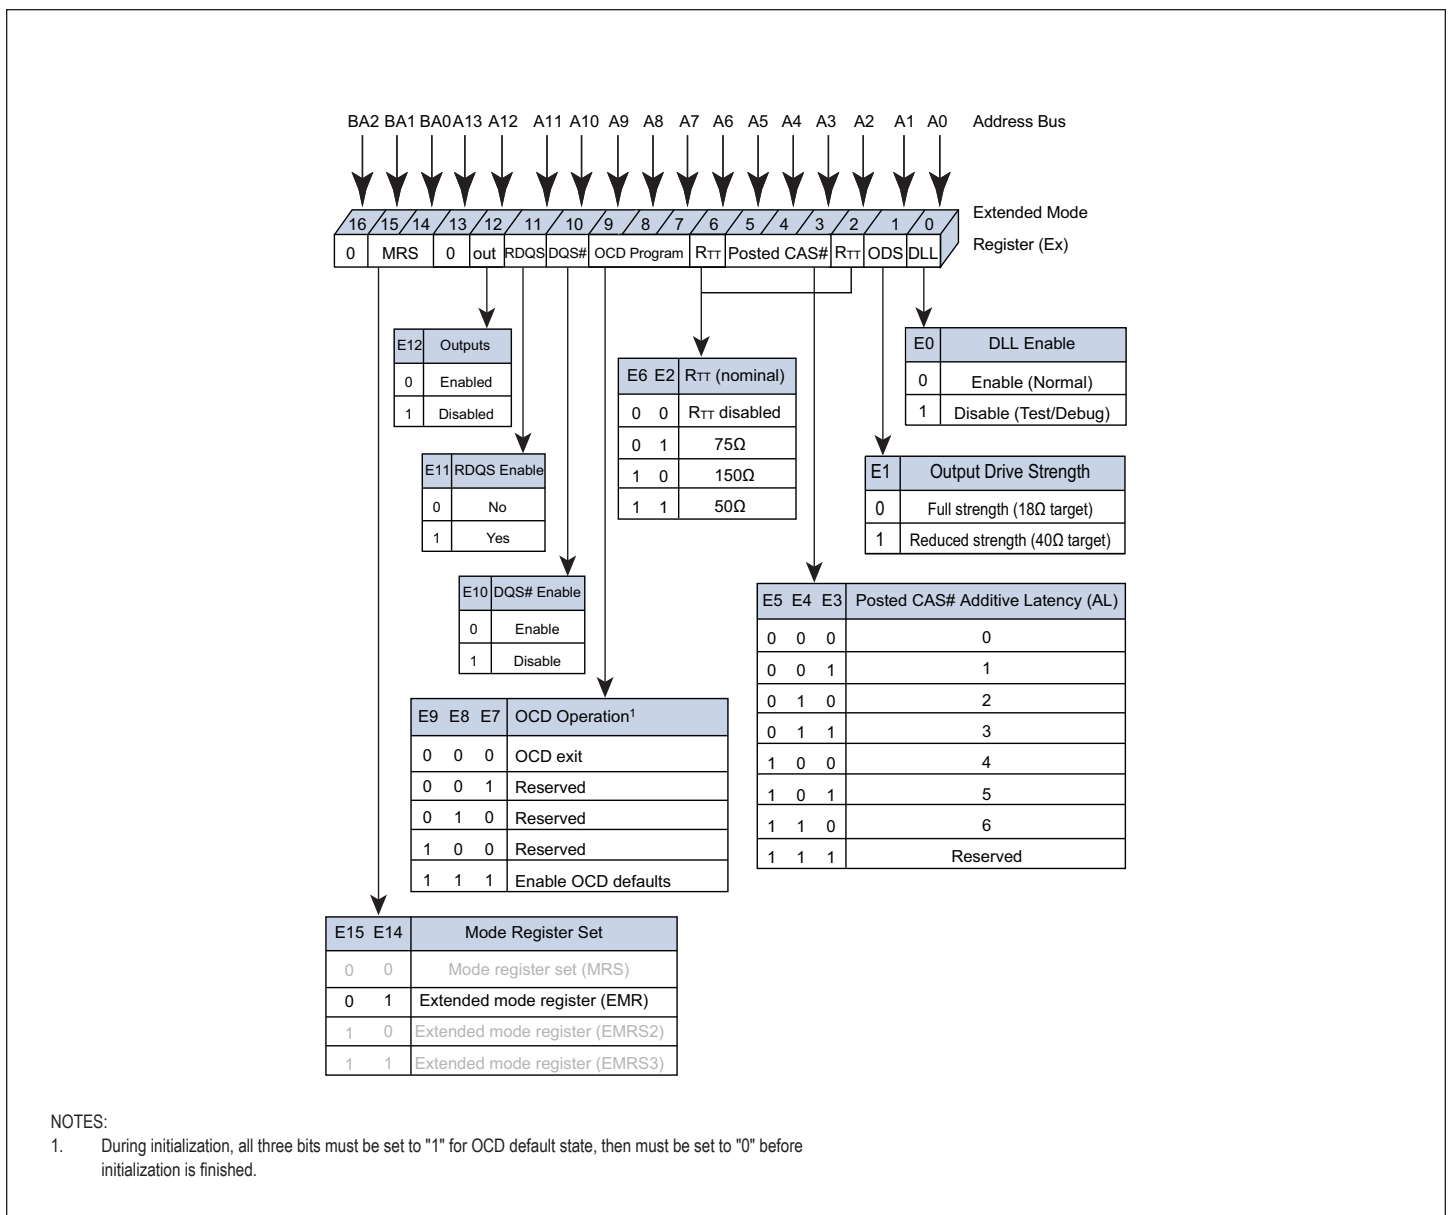 BA2 BA1 BA0 A13 A12 A11 A10 A9 A8 A7 A6 A5 A4 A3 A2 A1 A0 Address Bus
16 15 14 13 12 11 10 9 8 7 6 5 4 3 2 1 0 Extended Mode
0 MRS 0 out RDQS DQS# OCD Program RTT Posted CAS# RTT ODS DLL Register (Ex)
E12 Outputs
0 Enabled
1 Disabled
E11 RDQS Enable
0 No
1 Yes
E10 DQS# Enable
0 Enable
1 Disable
E6 E2 RTT (nominal)
0 0 RTT disabled
0 1 75Ω
1 0 150Ω
1 1 50Ω
E0 DLL Enable
0 Enable (Normal)
1 Disable (Test/Debug)
E1 Output Drive Strength
0 Full strength (18Ω target)
1 Reduced strength (40Ω target)
E5 E4 E3 Posted CAS# Additive Latency (AL)
0 0 0 0
0 0 1 1
0 1 0 2
0 1 1 3
1 0 0 4
1 0 1 5
1 1 0 6
1 1 1 Reserved
E9 E8 E7 OCD Operation1
0 0 0 OCD exit
0 0 1 Reserved
0 1 0 Reserved
1 0 0 Reserved
1 1 1 Enable OCD defaults
E15 E14 Mode Register Set
0 0 Mode register set (MRS)
0 1 Extended mode register (EMR)
1 0 Extended mode register (EMRS2)
1 1 Extended mode register (EMRS3)
NOTES:
1. During initialization, all three bits must be set to "1" for OCD default state, then must be set to "0" before
initialization is finished.